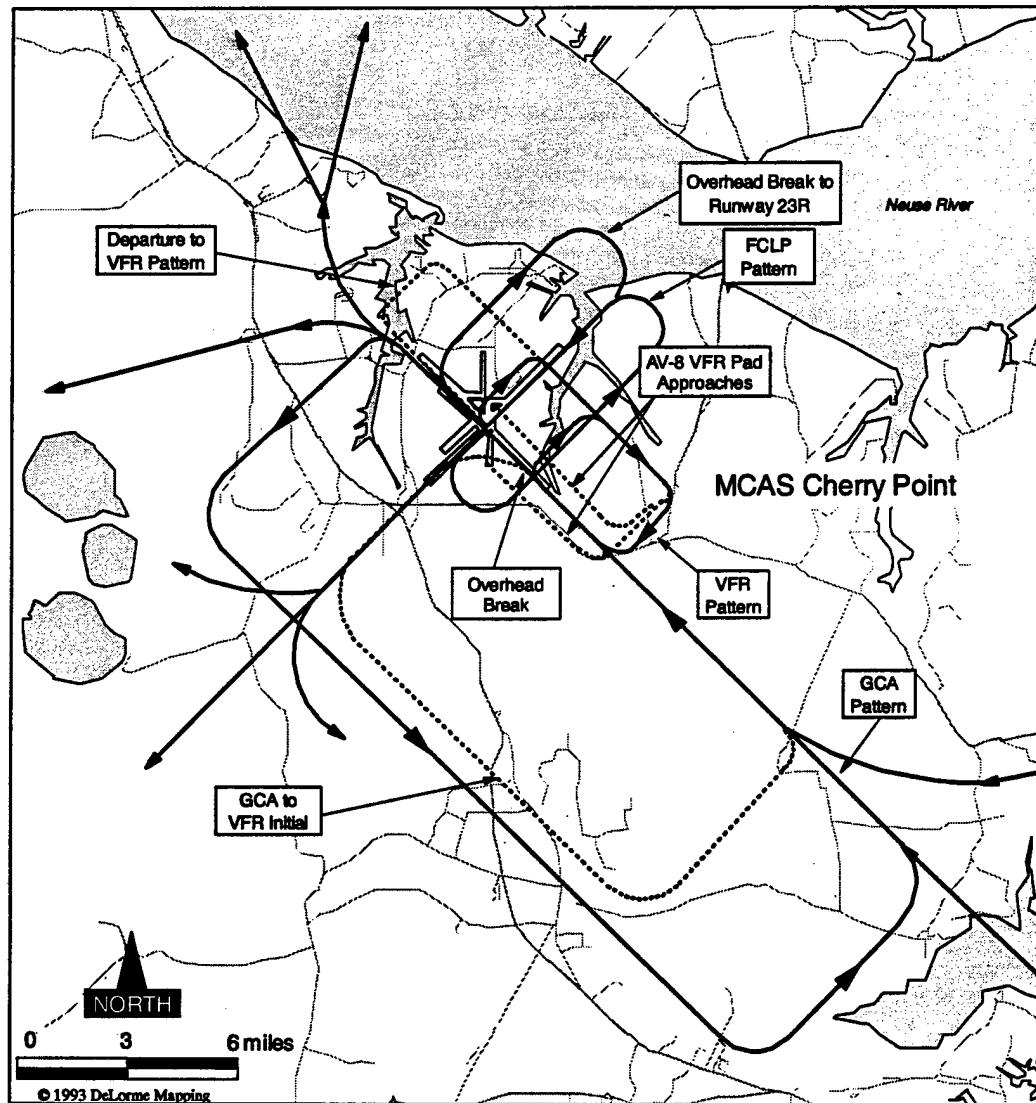 Overhead Break to
Runway 23R
Neuse River
Departure to
VFR Pattern
FCLP
Pattern
AV-8 VFR Pad
Approaches
MCAS Cherry Point
Overhead
Break
VFR
Pattern
GCA
Pattern
GCA to
VFR Initial
NORTH
0 3 6 miles
© 1993 DeLorme Mapping